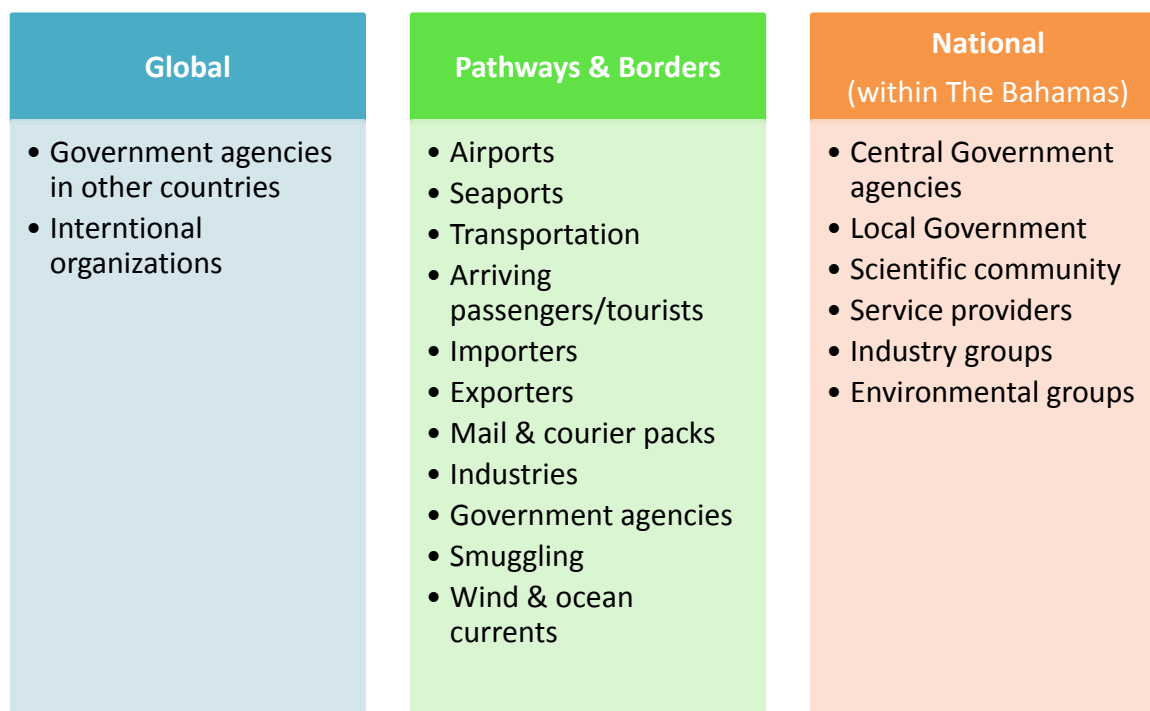 Global
• Government agencies
in other countries
• Interntional
organizations
Pathways & Borders
• Airports
• Seaports
• Transportation
• Arriving
passengers/tourists
• Importers
• Exporters
• Mail & courier packs
• Industries
• Government agencies
• Smuggling
• Wind & ocean
currents
National
(within The Bahamas)
• Central Government
agencies
• Local Government
• Scientific community
• Service providers
• Industry groups
• Environmental groups